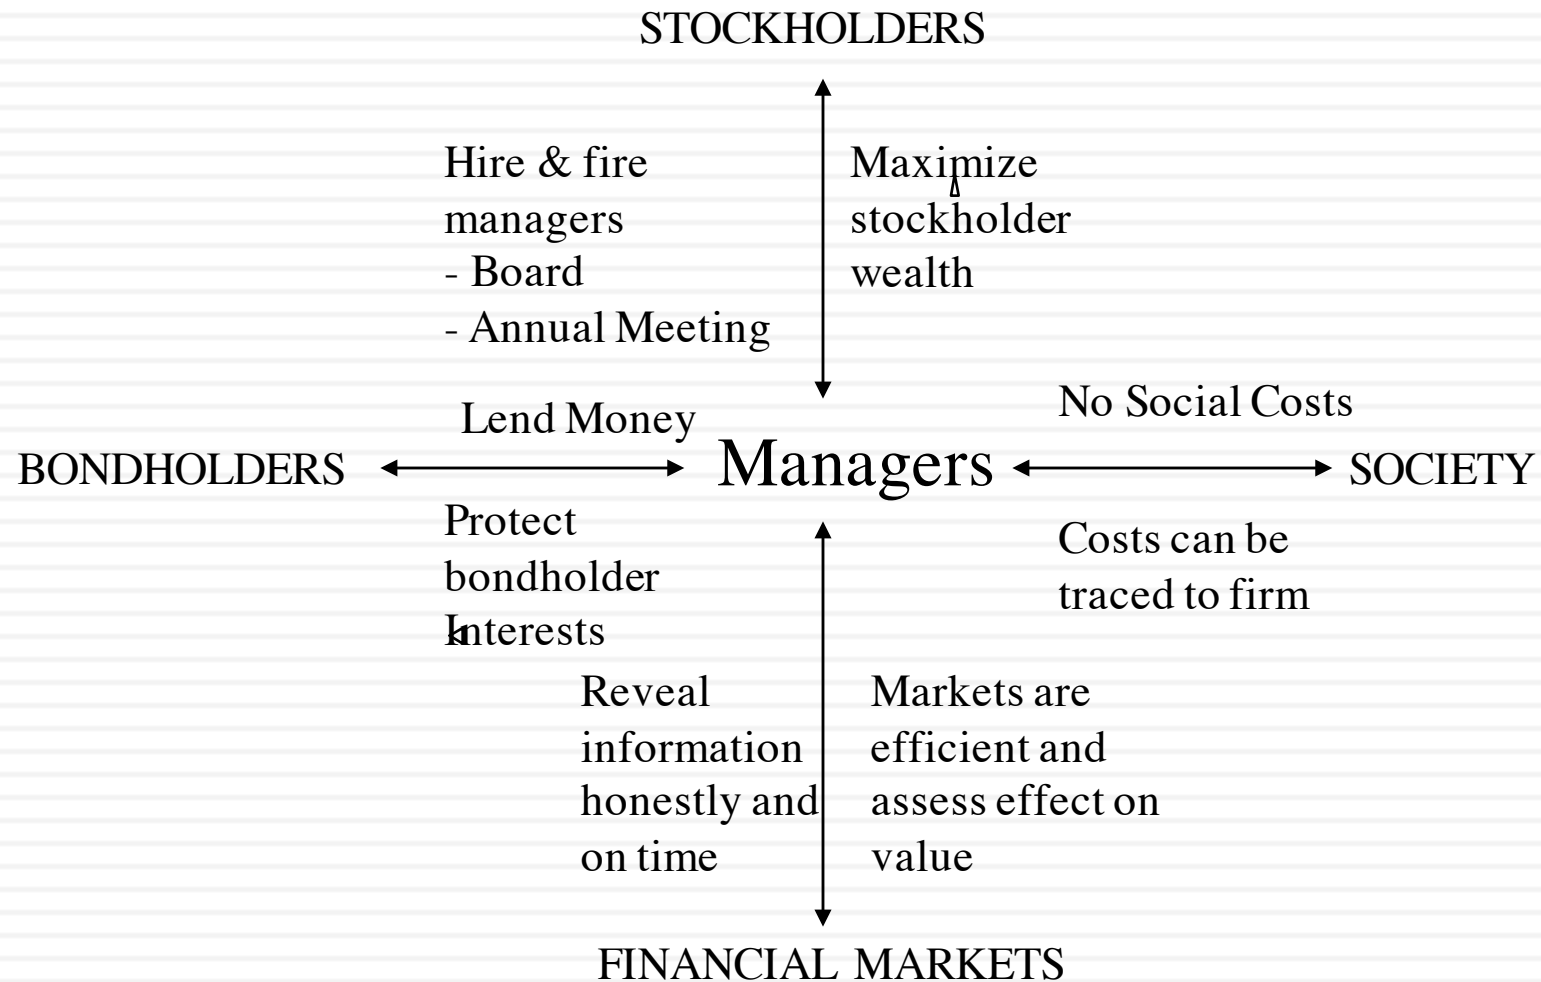 STOCKHOLDERS
Hire & fire
managers
- Board
- Annual Meeting
Maximize
stockholder
wealth
Lend Money
No Social Costs
BONDHOLDERS
Managers
SOCIETY
Protect
bondholder
Interests
Costs can be
traced to firm
Reveal
information
honestly and
on time
Markets are
efficient and
assess effect on
value
FINANCIAL MARKETS